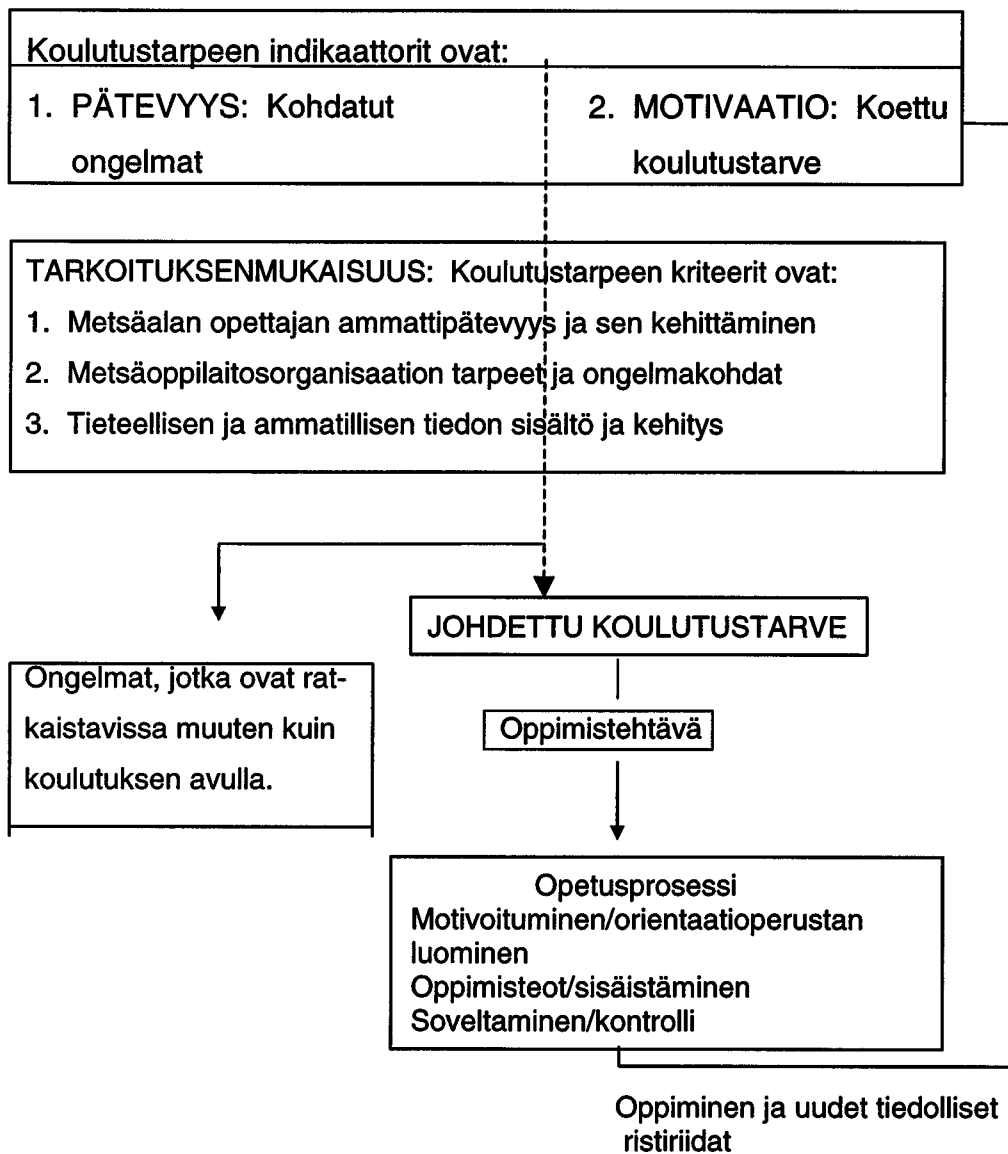 Koulutustarpeen indikaattorit ovat:
1. PÄTEVYYS: Kohdatut
ongelmat
2. MOTIVAATIO: Koettu
koulutustarve
TARKOITUKSENMUKAISUUS: Koulutustarpeen kriteerit ovat:
1. Metsäalan opettajan ammattipätevyys ja sen kehittäminen
2. Metsäoppilaitosorganisaation tarpeet ja ongelmakohdat
3. Tieteellisen ja ammatillisen tiedon sisältö ja kehitys
JOHDETTU KOULUTUSTARVE
Ongelmat, jotka ovat rat-
kaistavissa muuten kuin
koulutuksen avulla.
Oppimistehtävä
Opetusprosessi
Motivoituminen/orientaatioperustan
luominen
Oppimisteot/sisäistäminen
Soveltaminen/kontrolli
Oppiminen ja uudet tiedolliset
ristiriidat